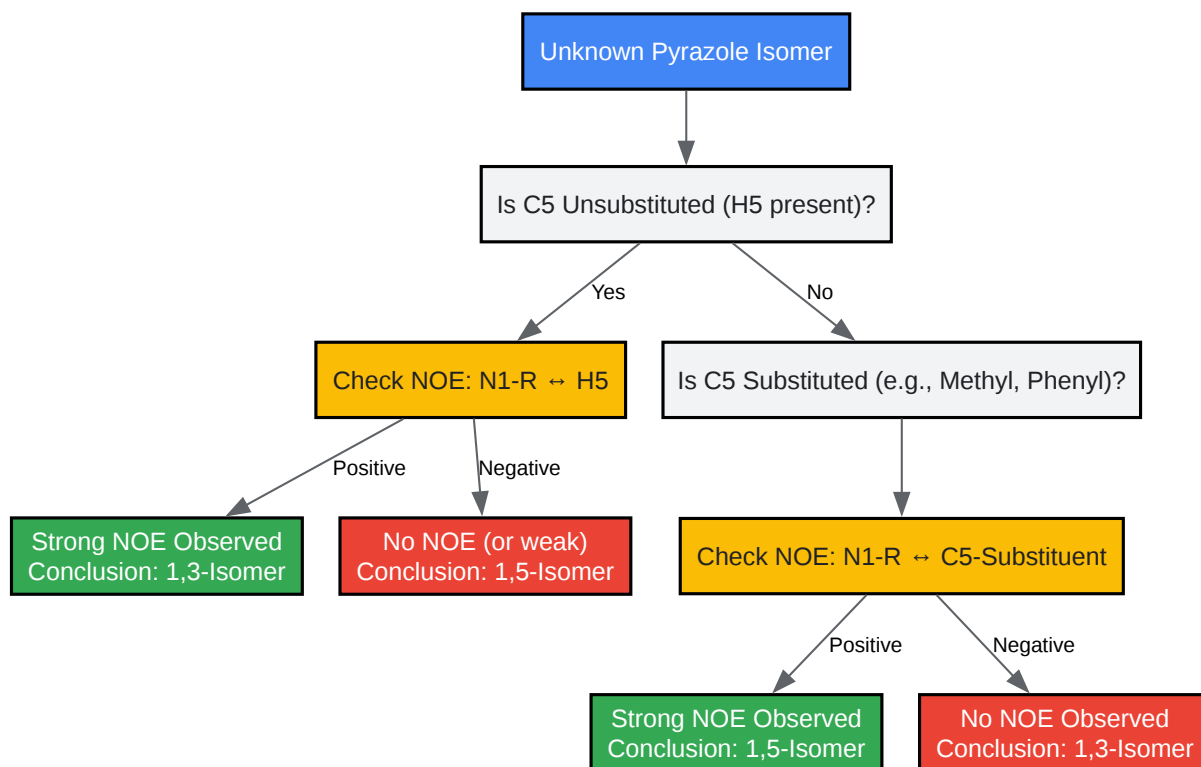 Unknown Pyrazole Isomer
Is C5 Unsubstituted (H5 present)?
Yes
No
Check NOE: N1-R ↔ H5
Is C5 Substituted (e.g., Methyl, Phenyl)?
Positive
Negative
Strong NOE Observed
Conclusion: 1,3-Isomer
No NOE (or weak)
Conclusion: 1,5-Isomer
Check NOE: N1-R ↔ C5-Substituent
Positive
Negative
Strong NOE Observed
Conclusion: 1,5-Isomer
No NOE Observed
Conclusion: 1,3-Isomer